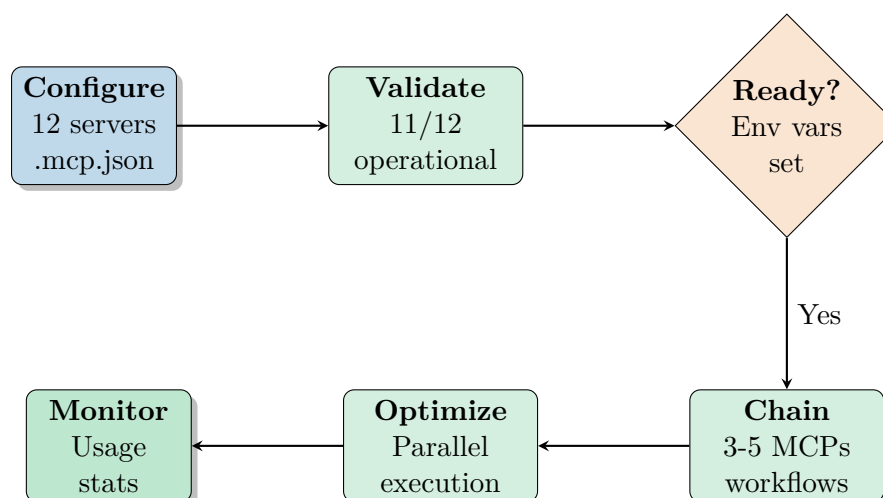 Configure
12 servers
.mcp.json
Validate
11/12
operational
Ready?
Env vars
set
Yes
Chain
3-5 MCPs
workflows
Optimize
Parallel
execution
Monitor
Usage
stats